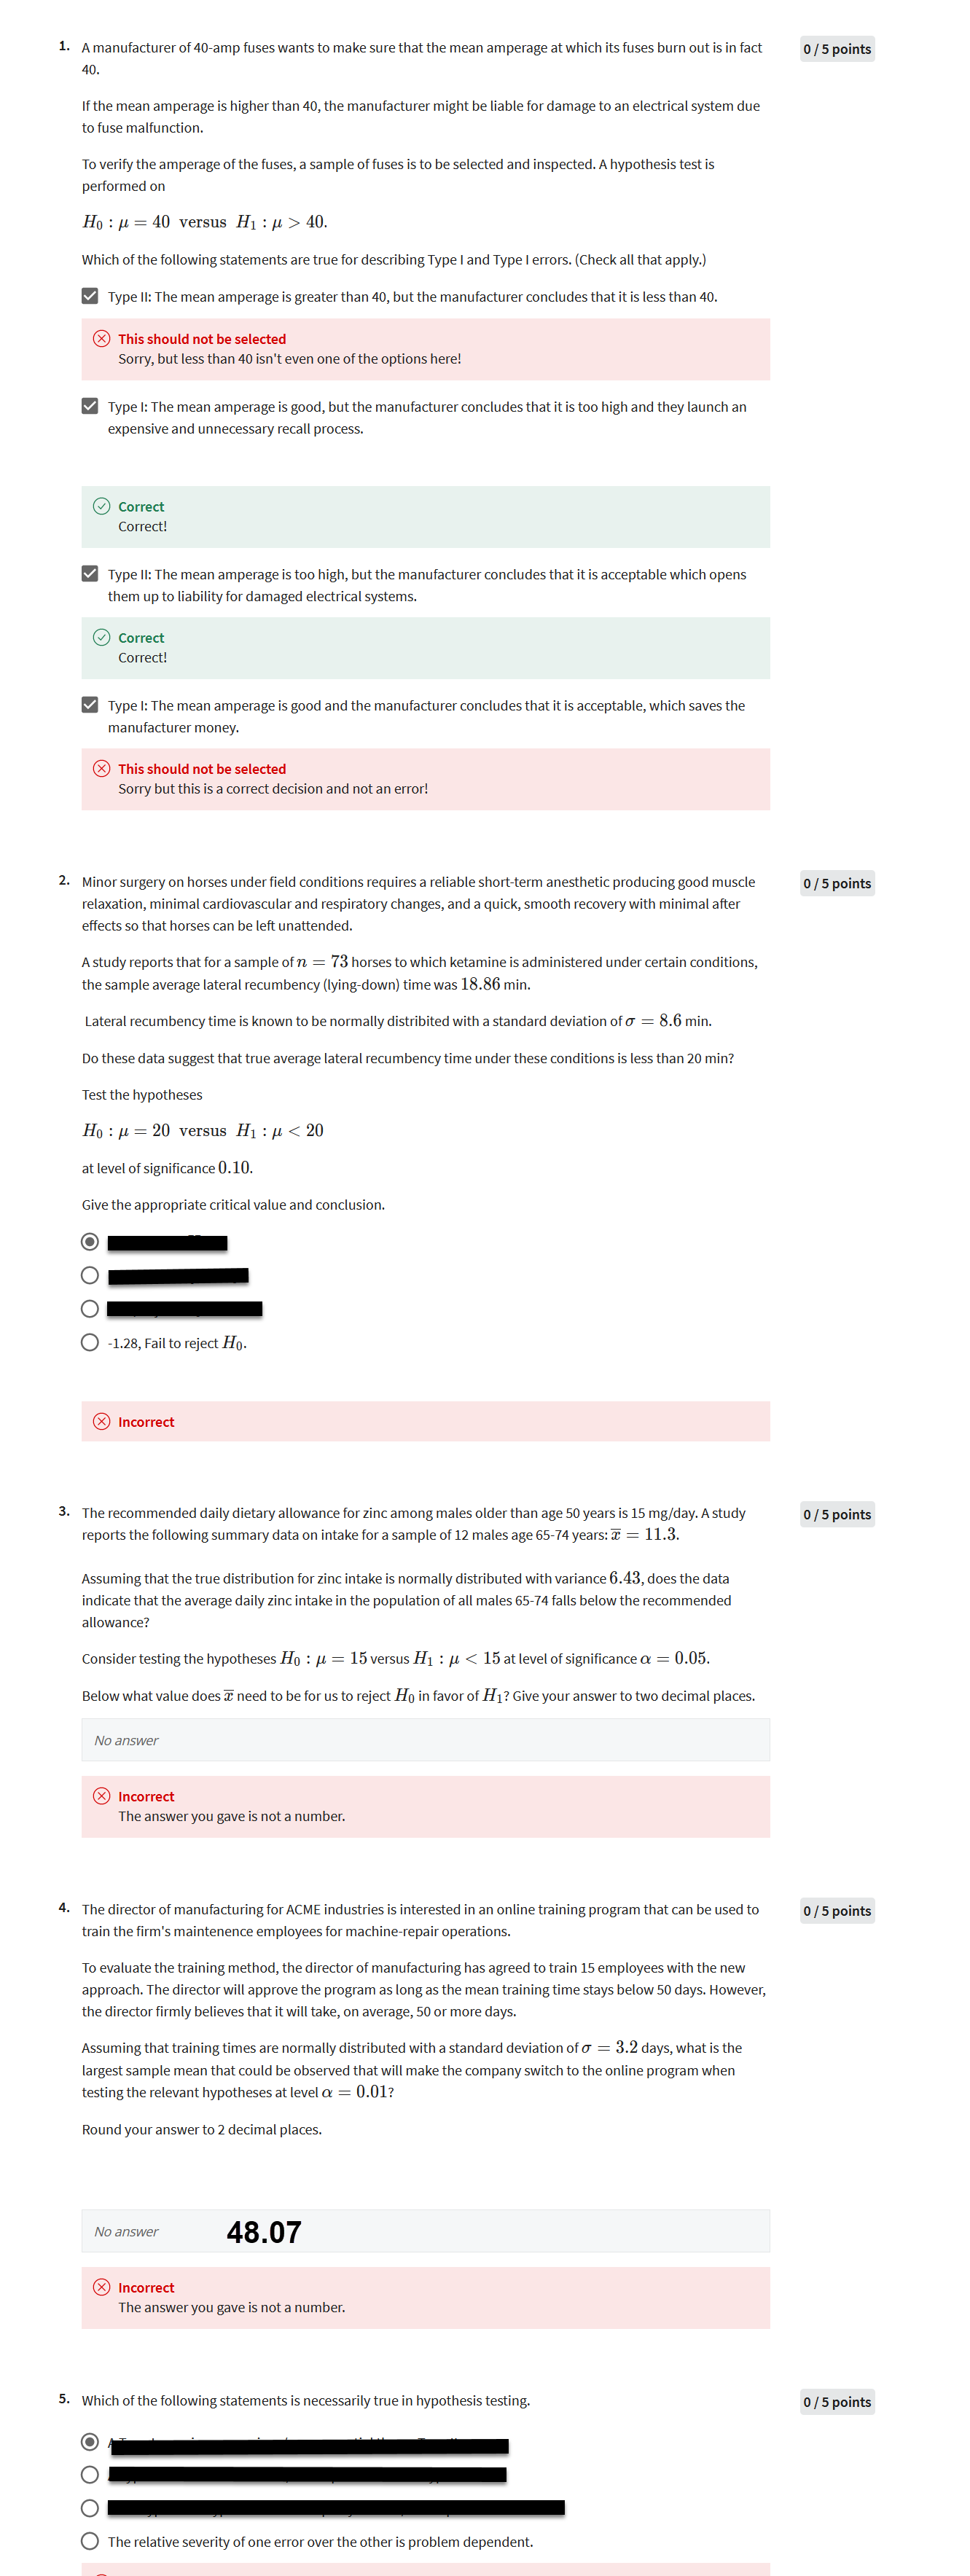 1. A manufacturer of 40-amp fuses wants to make sure that the mean amperage at which its fuses burn out is in fact
40.
0 / 5 points
If the mean amperage is higher than 40, the manufacturer might be liable for damage to an electrical system due
to fuse malfunction.
To verify the amperage of the fuses, a sample of fuses is to be selected and inspected. A hypothesis test is
performed on
H₀ : μ = 40 versus H₁ : μ > 40.
Which of the following statements are true for describing Type I and Type I errors. (Check all that apply.)
Type II: The mean amperage is greater than 40, but the manufacturer concludes that it is less than 40.
This should not be selected
Sorry, but less than 40 isn't even one of the options here!
Type I: The mean amperage is good, but the manufacturer concludes that it is too high and they launch an
expensive and unnecessary recall process.
Correct
Correct!
Type II: The mean amperage is too high, but the manufacturer concludes that it is acceptable which opens
them up to liability for damaged electrical systems.
Correct
Correct!
Type I: The mean amperage is good and the manufacturer concludes that it is acceptable, which saves the
manufacturer money.
This should not be selected
Sorry but this is a correct decision and not an error!
2. Minor surgery on horses under field conditions requires a reliable short-term anesthetic producing good muscle
relaxation, minimal cardiovascular and respiratory changes, and a quick, smooth recovery with minimal after
effects so that horses can be left unattended.
0 / 5 points
A study reports that for a sample of n = 73 horses to which ketamine is administered under certain conditions,
the sample average lateral recumbency (lying-down) time was 18.86 min.
Lateral recumbency time is known to be normally distribited with a standard deviation of σ = 8.6 min.
Do these data suggest that true average lateral recumbency time under these conditions is less than 20 min?
Test the hypotheses
H₀ : μ = 20 versus H₁ : μ < 20
at level of significance 0.10.
Give the appropriate critical value and conclusion.
-1.28, Fail to reject H₀.
Incorrect
3. The recommended daily dietary allowance for zinc among males older than age 50 years is 15 mg/day. A study
reports the following summary data on intake for a sample of 12 males age 65-74 years: x̅ = 11.3.
0 / 5 points
Assuming that the true distribution for zinc intake is normally distributed with variance 6.43, does the data
indicate that the average daily zinc intake in the population of all males 65-74 falls below the recommended
allowance?
Consider testing the hypotheses H₀ : μ = 15 versus H₁ : μ < 15 at level of significance α = 0.05.
Below what value does x̅ need to be for us to reject H₀ in favor of H₁? Give your answer to two decimal places.
No answer
Incorrect
The answer you gave is not a number.
4. The director of manufacturing for ACME industries is interested in an online training program that can be used to
train the firm's maintenence employees for machine-repair operations.
0 / 5 points
To evaluate the training method, the director of manufacturing has agreed to train 15 employees with the new
approach. The director will approve the program as long as the mean training time stays below 50 days. However,
the director firmly believes that it will take, on average, 50 or more days.
Assuming that training times are normally distributed with a standard deviation of σ = 3.2 days, what is the
largest sample mean that could be observed that will make the company switch to the online program when
testing the relevant hypotheses at level α = 0.01?
Round your answer to 2 decimal places.
No answer 48.07
Incorrect
The answer you gave is not a number.
5. Which of the following statements is necessarily true in hypothesis testing.
0 / 5 points
The relative severity of one error over the other is problem dependent.